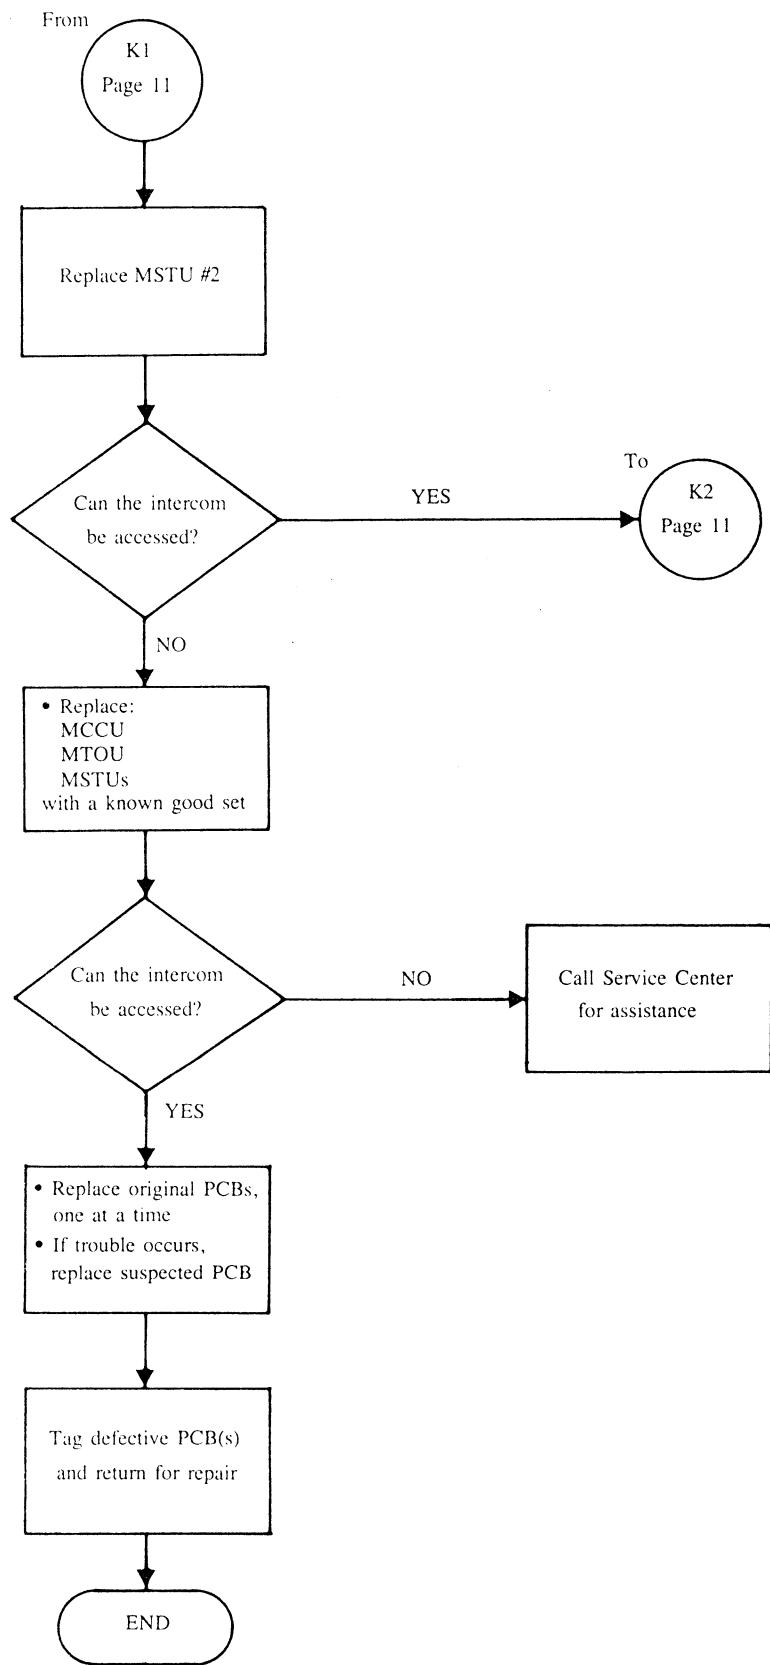 From
K1
Page 11
Replace MSTU #2
Can the intercom
be accessed?
YES
To
K2
Page 11
NO
• Replace:
MCCU
MTOU
MSTUs
with a known good set
Can the intercom
be accessed?
NO
Call Service Center
for assistance
YES
• Replace original PCBs,
one at a time
• If trouble occurs,
replace suspected PCB
Tag defective PCB(s)
and return for repair
END